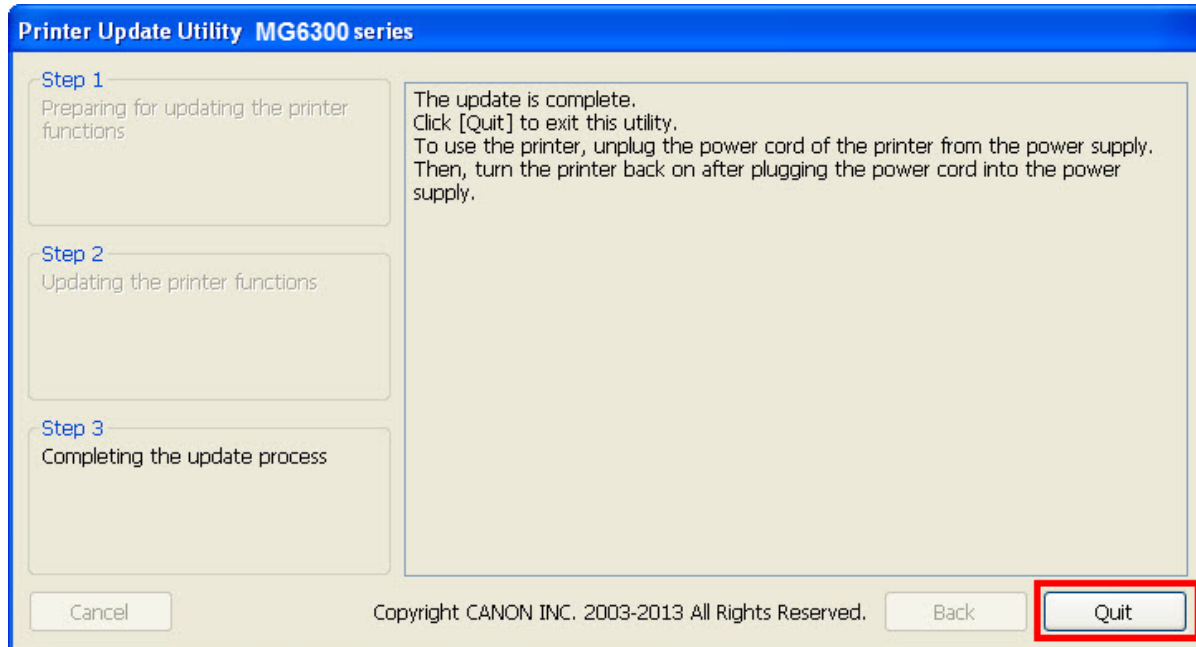 Printer Update Utility MG6300 series
Step 1
Preparing for updating the printer
functions
Step 2
Updating the printer functions
Step 3
Completing the update process
The update is complete.
Click [Quit] to exit this utility.
To use the printer, unplug the power cord of the printer from the power supply.
Then, turn the printer back on after plugging the power cord into the power
supply.
Cancel
Copyright CANON INC. 2003-2013 All Rights Reserved.
Back
Quit